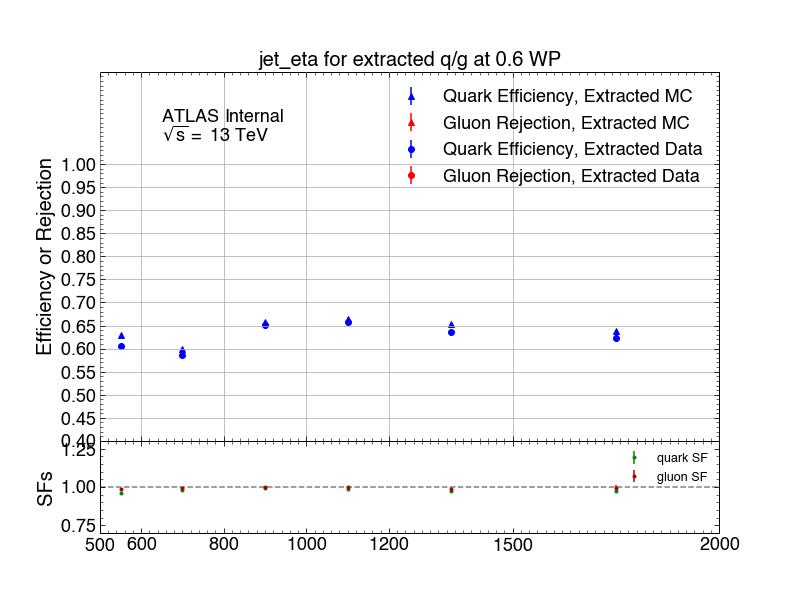 jet_eta for extracted q/g at 0.6 WP
ATLAS Internal
√s = 13 TeV
Quark Efficiency, Extracted MC
Gluon Rejection, Extracted MC
Quark Efficiency, Extracted Data
Gluon Rejection, Extracted Data
Efficiency or Rejection
1.00
0.95
0.90
0.85
0.80
0.75
0.70
0.65
0.60
0.55
0.50
0.45
0.40
SFs
1.25
1.00
0.75
quark SF
gluon SF
500 600 800 1000 1200 1500 2000